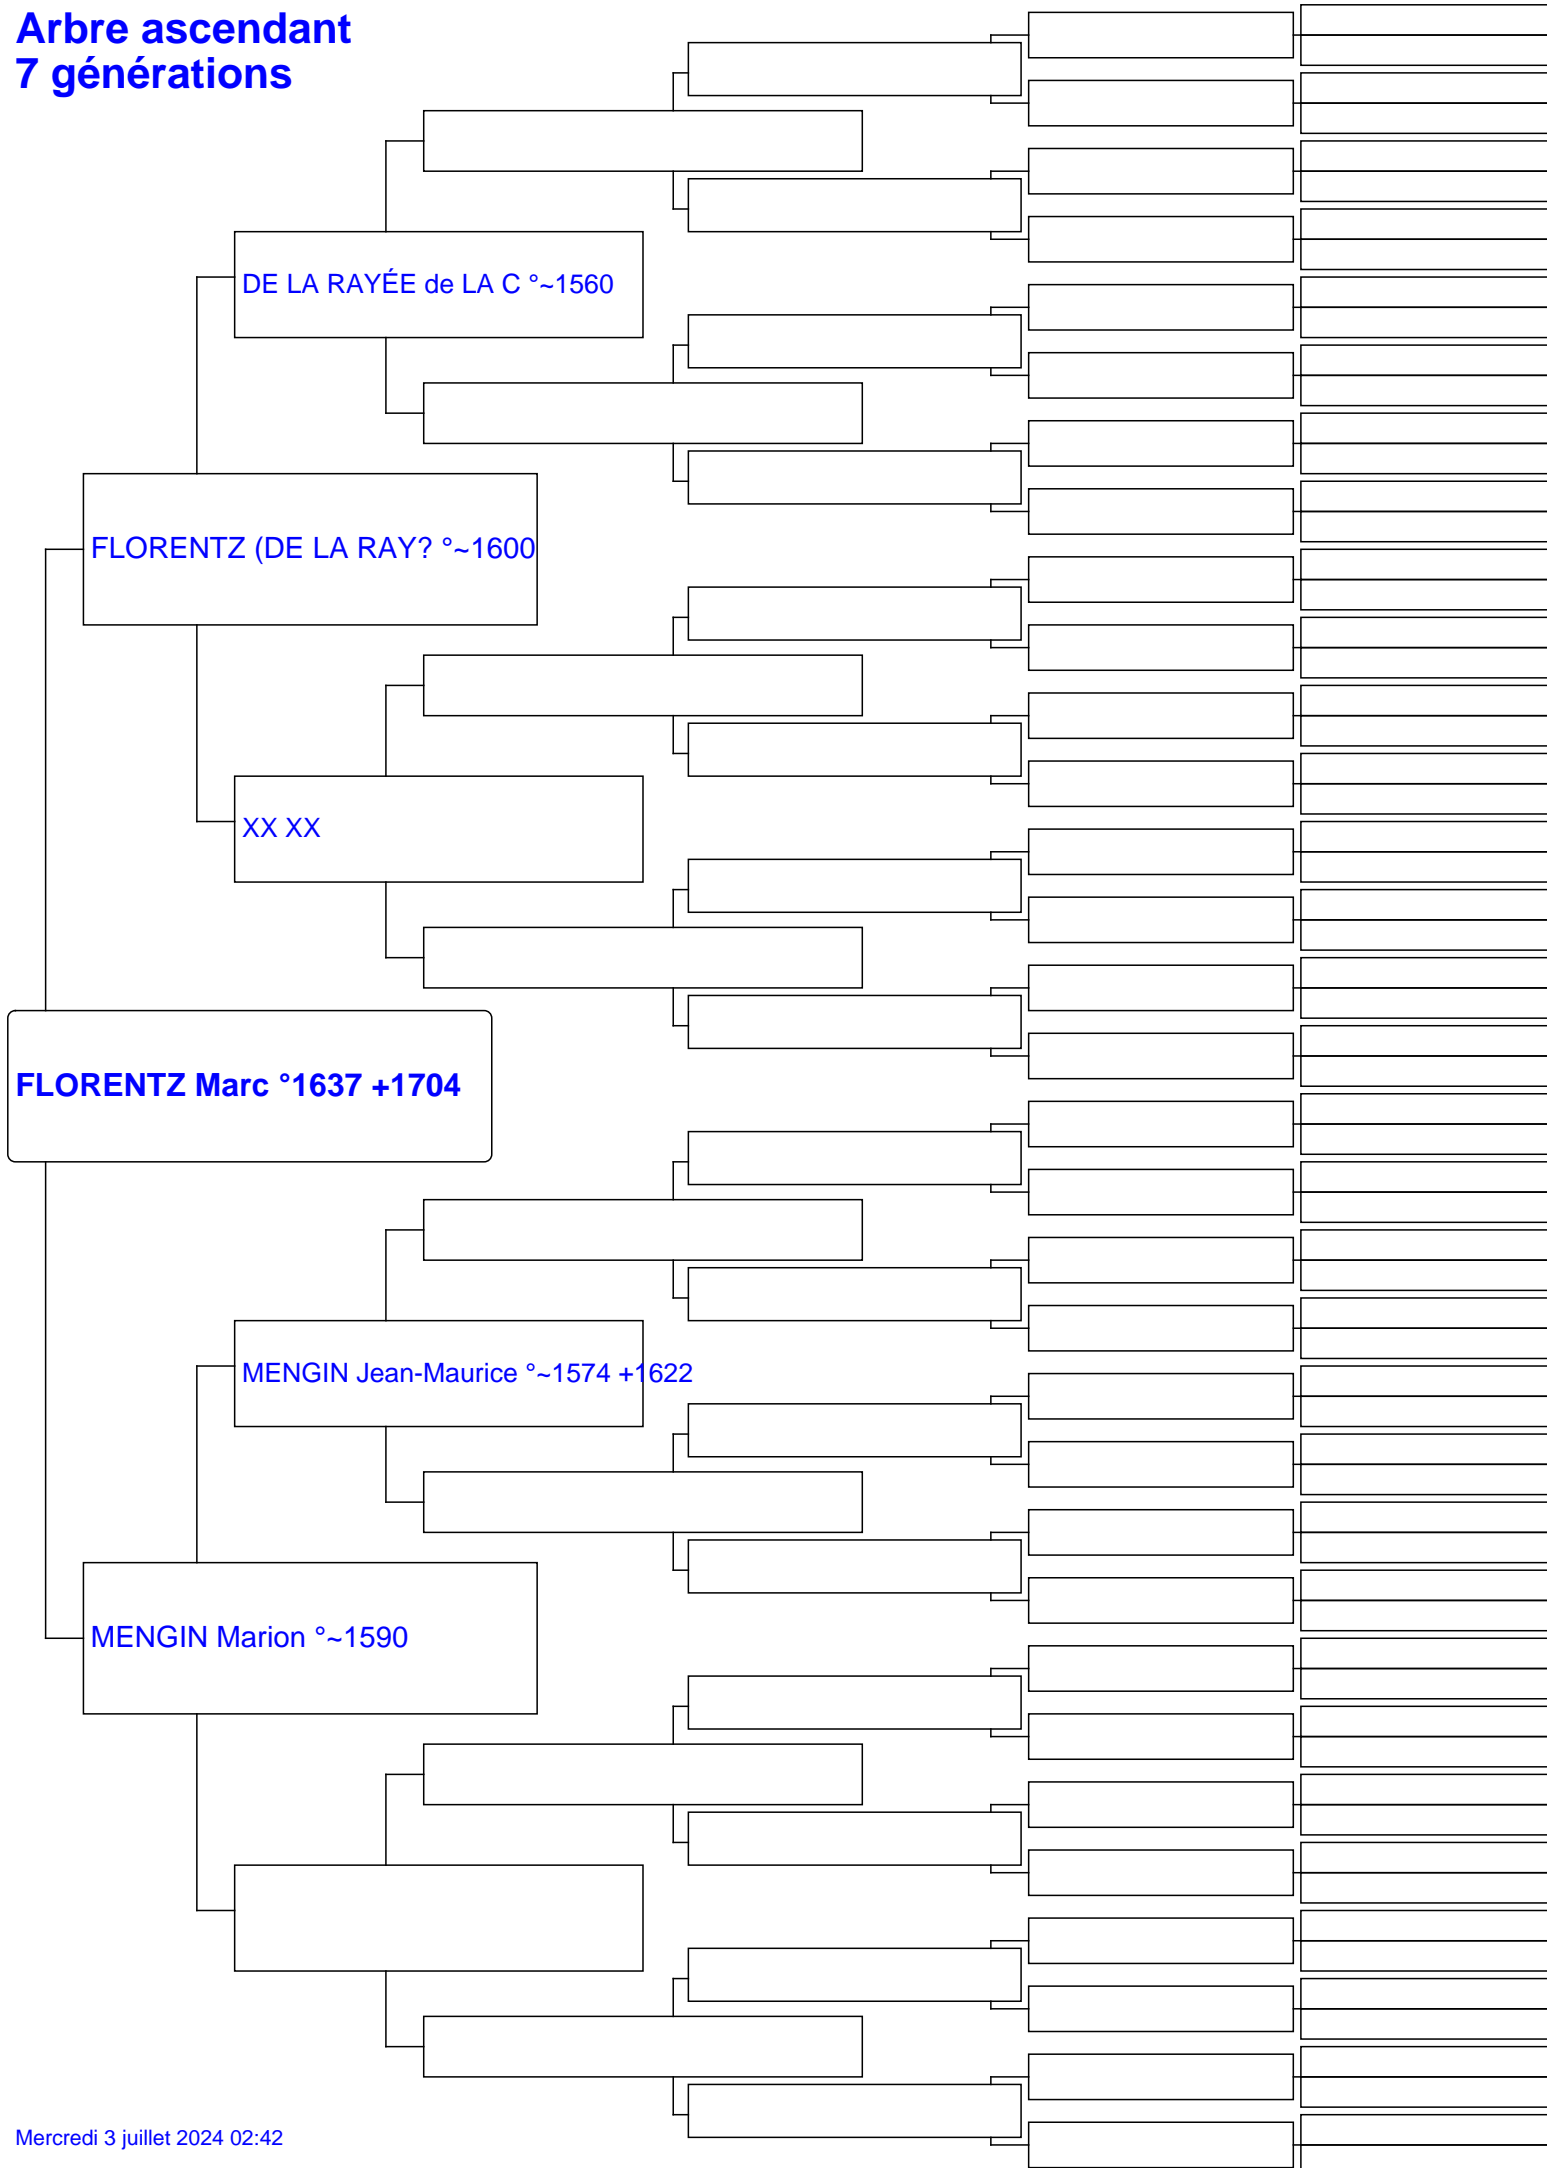 Arbre ascendant
7 générations
DE LA RAYÉE de LA C °~1560
FLORENTZ (DE LA RAY? °~1600
XX XX
FLORENTZ Marc °1637 +1704
MENGIN Jean-Maurice °~1574 +1622
MENGIN Marion °~1590
Mercredi 3 juillet 2024 02:42